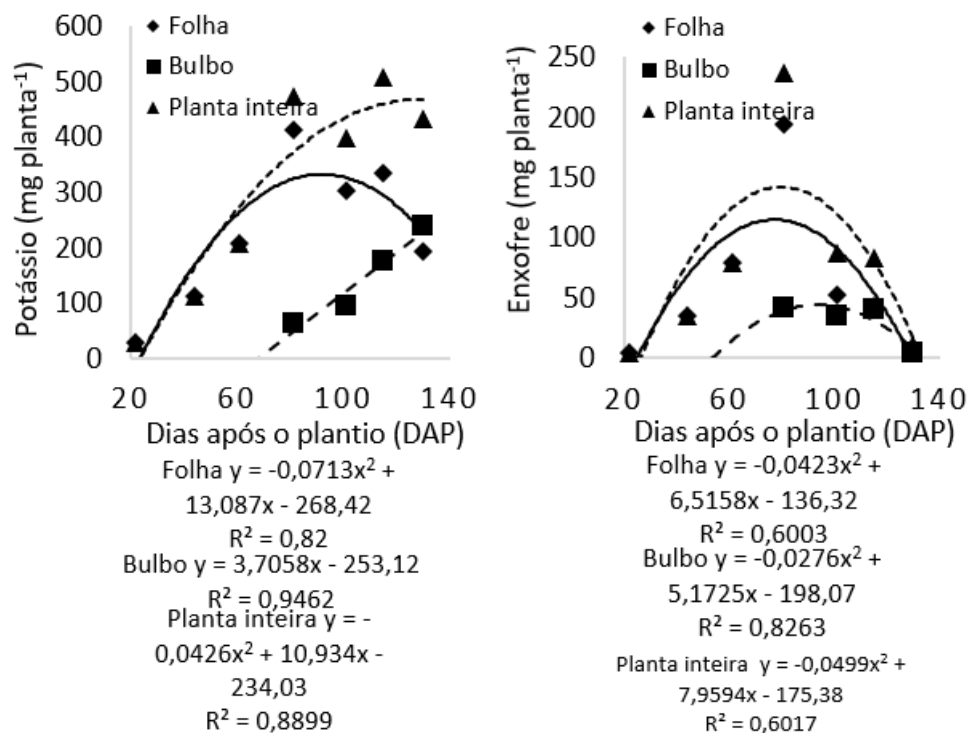 600
500
400
300
200
100
0
Potássio (mg planta⁻¹)
Folha
Bulbo
Planta inteira
20 60 100 140
Dias após o plantio (DAP)
Folha y = -0,0713x² +
13,087x - 268,42
R² = 0,82
Bulbo y = 3,7058x - 253,12
R² = 0,9462
Planta inteira y = -
0,0426x² + 10,934x -
234,03
R² = 0,8899
Folha
Bulbo
Planta inteira
250
200
150
100
50
0
Enxofre (mg planta⁻¹)
20 60 100 140
Dias após o plantio (DAP)
Folha y = -0,0423x² +
6,5158x - 136,32
R² = 0,6003
Bulbo y = -0,0276x² +
5,1725x - 198,07
R² = 0,8263
Planta inteira y = -0,0499x² +
7,9594x - 175,38
R² = 0,6017